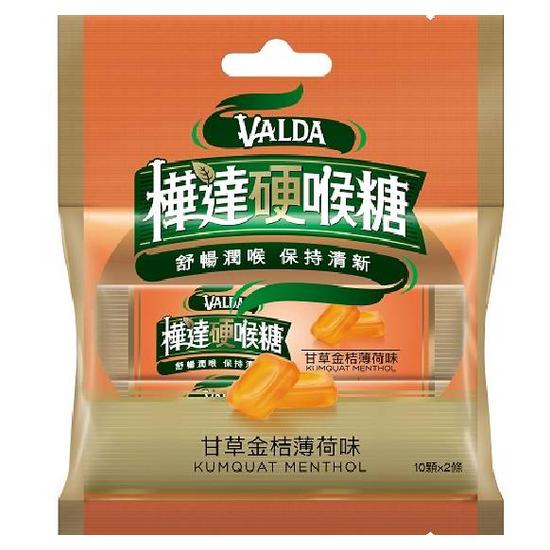 VALDA
樺達硬喉糖
舒暢潤喉 保持清新
VALDA
樺達硬喉糖
舒暢潤喉 保持清
甘草金桔薄荷味
KUMQUAT MENTHOL
甘草金桔薄荷味
KUMQUAT MENTHOL
10顆x2條